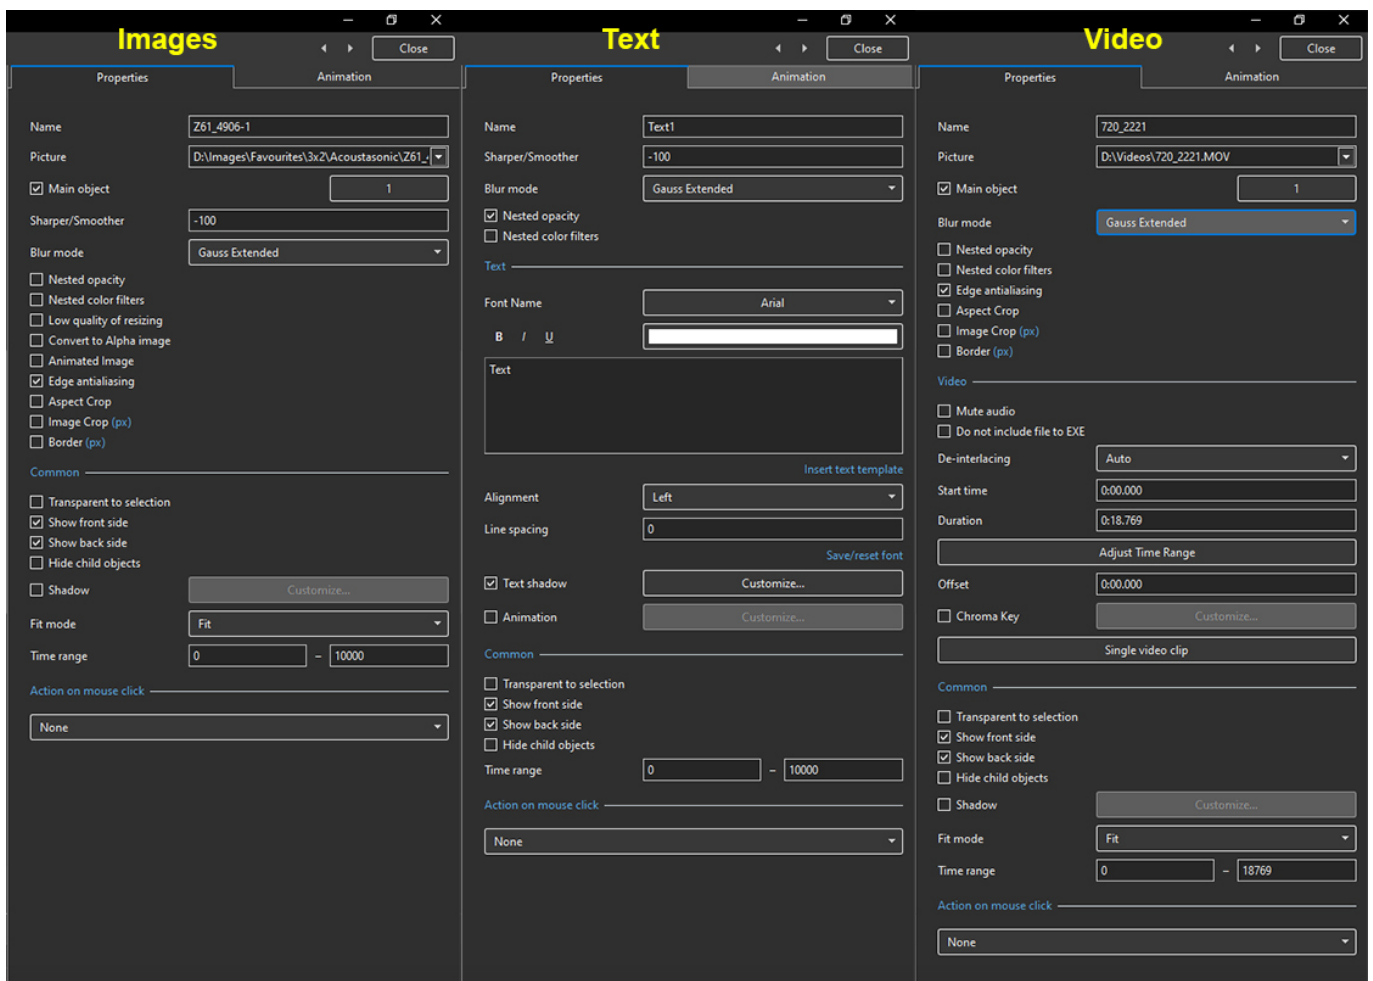 Images
Close
Properties
Animation
Name
Z61_4906-1
Picture
D:\Images\Favourites\3x2\Acoustasonic\Z61_
Main object
1
Sharper/Smoother
-100
Blur mode
Gauss Extended
Nested opacity
Nested color filters
Low quality of resizing
Convert to Alpha image
Animated Image
Edge antialiasing
Aspect Crop
Image Crop (px)
Border (px)
Common
Transparent to selection
Show front side
Show back side
Hide child objects
Shadow
Customize...
Fit mode
Fit
Time range
0 – 10000
Action on mouse click
None
Text
Close
Properties
Animation
Name
Text1
Sharper/Smoother
-100
Blur mode
Gauss Extended
Nested opacity
Nested color filters
Text
Font Name
Arial
B I U
Text
Insert text template
Alignment
Left
Line spacing
0
Save/reset font
Text shadow
Customize...
Animation
Customize...
Common
Transparent to selection
Show front side
Show back side
Hide child objects
Time range
0 – 10000
Action on mouse click
None
Video
Close
Properties
Animation
Name
720_2221
Picture
D:\Videos\720_2221.MOV
Main object
1
Blur mode
Gauss Extended
Nested opacity
Nested color filters
Edge antialiasing
Aspect Crop
Image Crop (px)
Border (px)
Video
Mute audio
Do not include file to EXE
De-interlacing
Auto
Start time
0:00.000
Duration
0:18.769
Adjust Time Range
Offset
0:00.000
Chroma Key
Customize...
Single video clip
Common
Transparent to selection
Show front side
Show back side
Hide child objects
Shadow
Customize...
Fit mode
Fit
Time range
0 – 18769
Action on mouse click
None